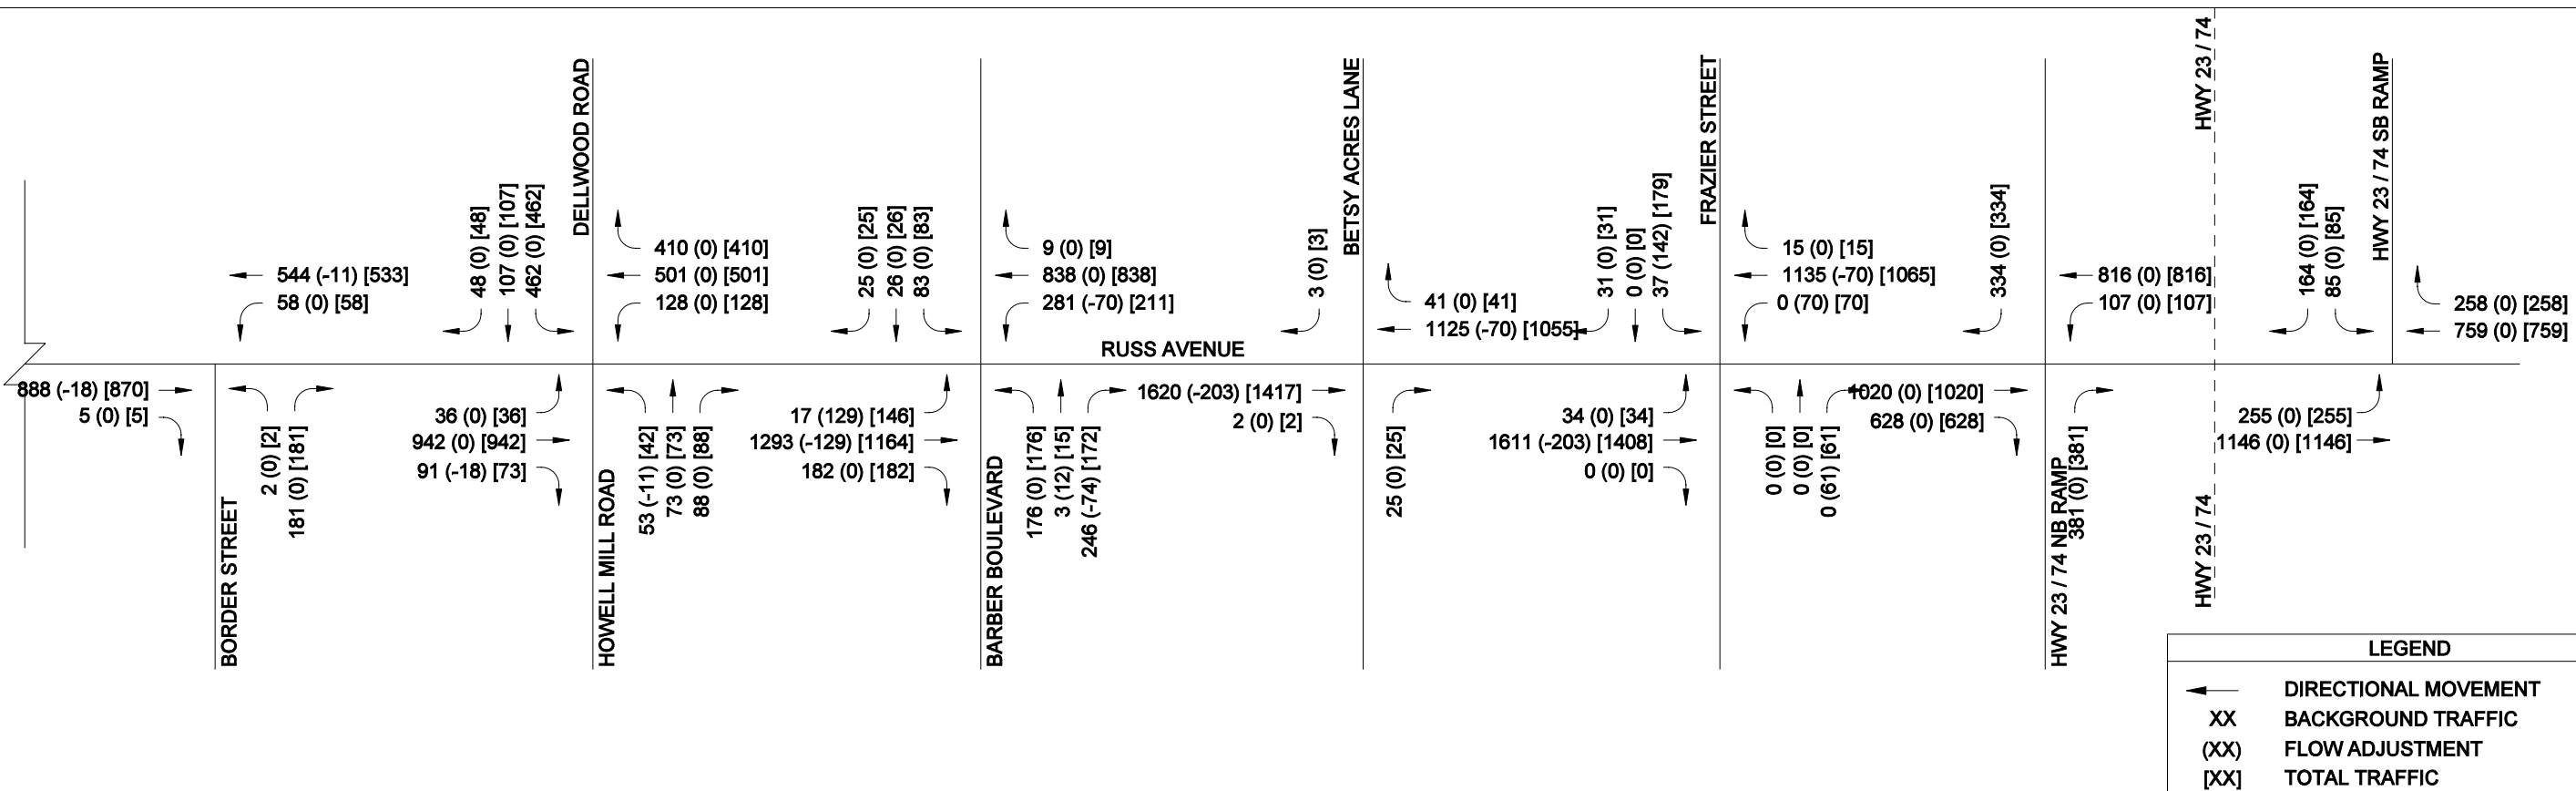 DELLWOOD ROAD
BETSY ACRES LANE
FRAZIER STREET
HWY 23 / 74
HWY 23 / 74 SB RAMP
544 (-11) [533]
58 (0) [58]
48 (0) [48]
107 (0) [107]
462 (0) [462]
410 (0) [410]
501 (0) [501]
128 (0) [128]
25 (0) [25]
26 (0) [26]
83 (0) [83]
9 (0) [9]
838 (0) [838]
281 (-70) [211]
3 (0) [3]
41 (0) [41]
1125 (-70) [1055]
31 (0) [31]
0 (0) [0]
37 (142) [179]
15 (0) [15]
1135 (-70) [1065]
0 (70) [70]
334 (0) [334]
816 (0) [816]
107 (0) [107]
164 (0) [164]
85 (0) [85]
258 (0) [258]
759 (0) [759]
RUSS AVENUE
888 (-18) [870]
5 (0) [5]
2 (0) [2]
181 (0) [181]
36 (0) [36]
942 (0) [942]
91 (-18) [73]
53 (-11) [42]
73 (0) [73]
88 (0) [88]
17 (129) [146]
1293 (-129) [1164]
182 (0) [182]
176 (0) [176]
3 (12) [15]
246 (-74) [172]
1620 (-203) [1417]
2 (0) [2]
25 (0) [25]
34 (0) [34]
1611 (-203) [1408]
0 (0) [0]
0 (0) [0]
0 (0) [0]
0 (61) [61]
1020 (0) [1020]
628 (0) [628]
381 (0) [381]
255 (0) [255]
1146 (0) [1146]
BORDER STREET
HOWELL MILL ROAD
BARBER BOULEVARD
HWY 23 / 74 NB RAMP
HWY 23 / 74
LEGEND
DIRECTIONAL MOVEMENT
XX BACKGROUND TRAFFIC
(XX) FLOW ADJUSTMENT
[XX] TOTAL TRAFFIC